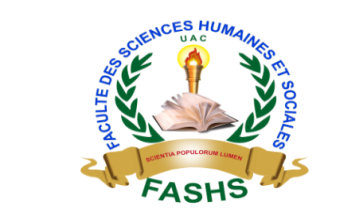 FACULTE DES SCIENCES HUMAINES ET SOCIALES
UAC
SCIENTIA POPULORUM LUMEN
FASHS